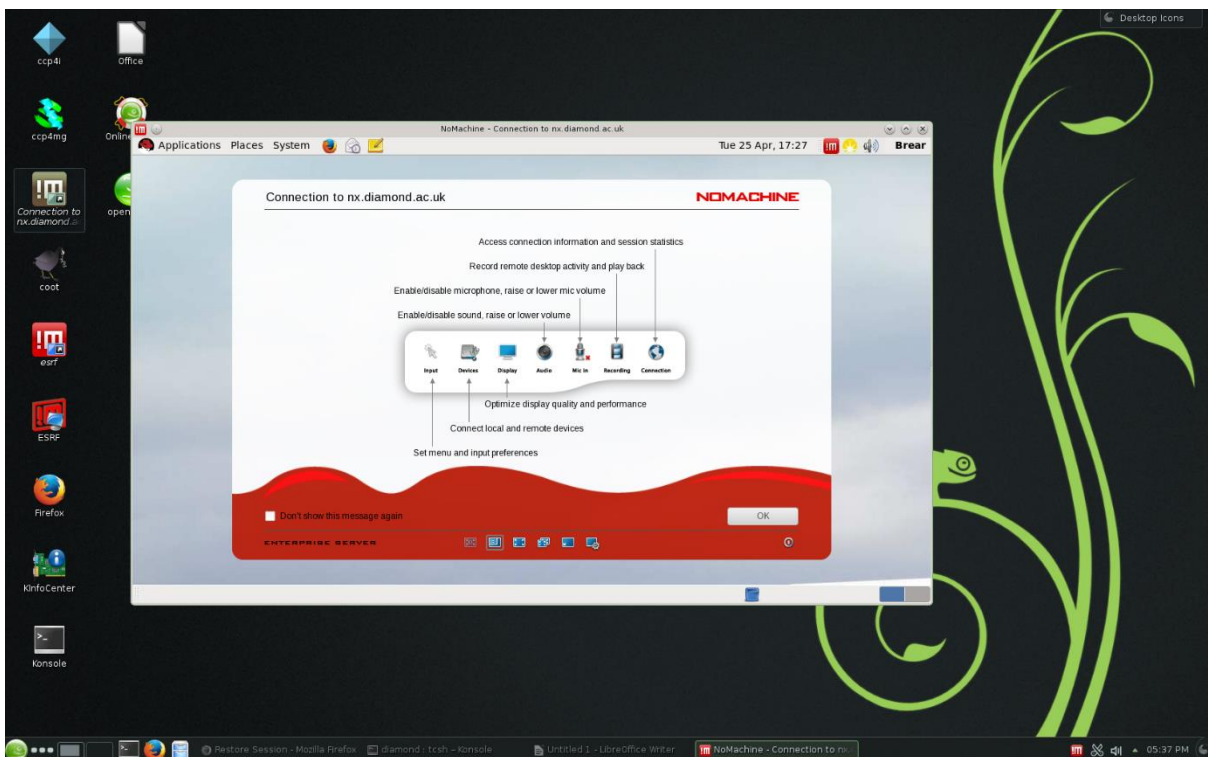 Desktop Icons
ccp4i
Office
ccp4mg
Online
Connection to
nx.diamond.a
open
coot
esrf
ESRF
Firefox
KInfoCenter
Konsole
NoMachine - Connection to nx.diamond.ac.uk
Applications Places System
Tue 25 Apr, 17:27
Brear
Connection to nx.diamond.ac.uk
NOMACHINE
Access connection information and session statistics
Record remote desktop activity and play back
Enable/disable microphone, raise or lower mic volume
Enable/disable sound, raise or lower volume
Input Devices Display Audio Mic In Recording Connection
Optimize display quality and performance
Connect local and remote devices
Set menu and input preferences
Don't show this message again
OK
ENTERPRISE SERVER
Restore Session - Mozilla Firefox
diamond : tcsh – Konsole
Untitled 1 - LibreOffice Writer
NoMachine - Connection to nx.
05:37 PM